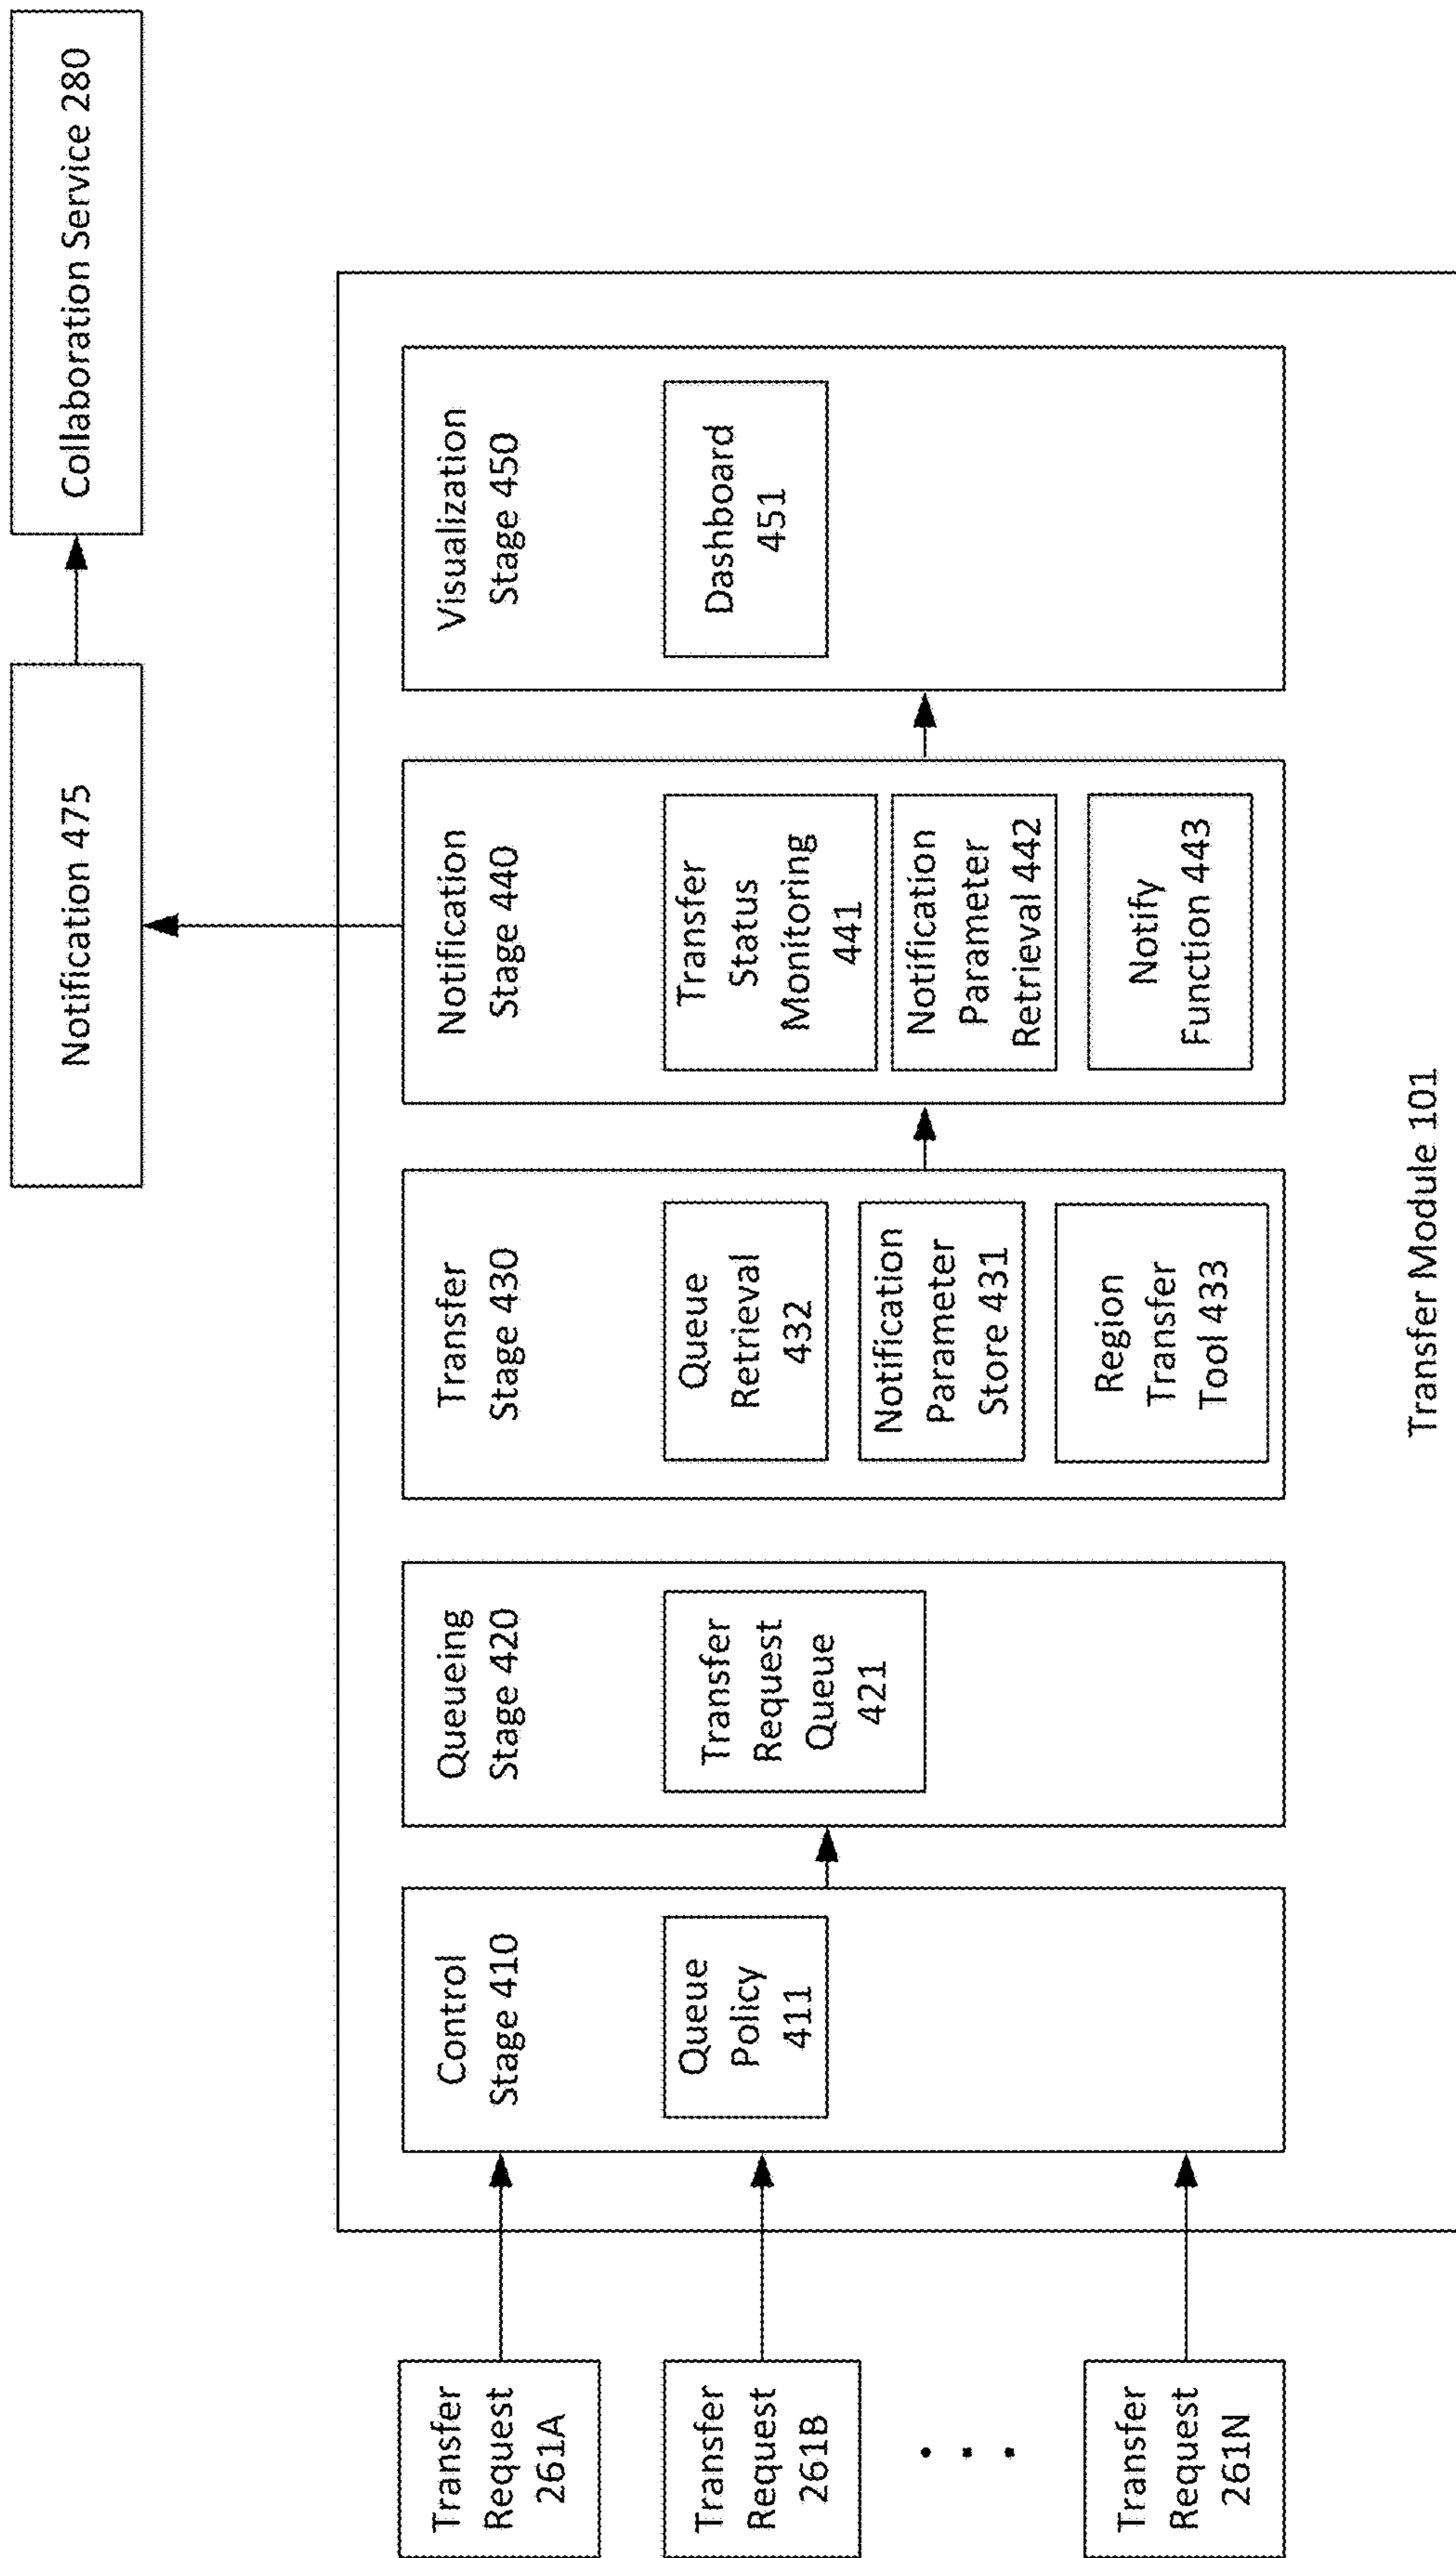 Notification 475
Collaboration Service 280
Transfer
Request
261A
Transfer
Request
261B
Transfer
Request
261N
Control
Stage 410
Queue
Policy
411
Queueing
Stage 420
Transfer
Request
Queue
421
Transfer
Stage 430
Queue
Retrieval
432
Notification
Parameter
Store 431
Region
Transfer
Tool 433
Notification
Stage 440
Transfer
Status
Monitoring
441
Notification
Parameter
Retrieval 442
Notify
Function 443
Visualization
Stage 450
Dashboard
451
Transfer Module 101